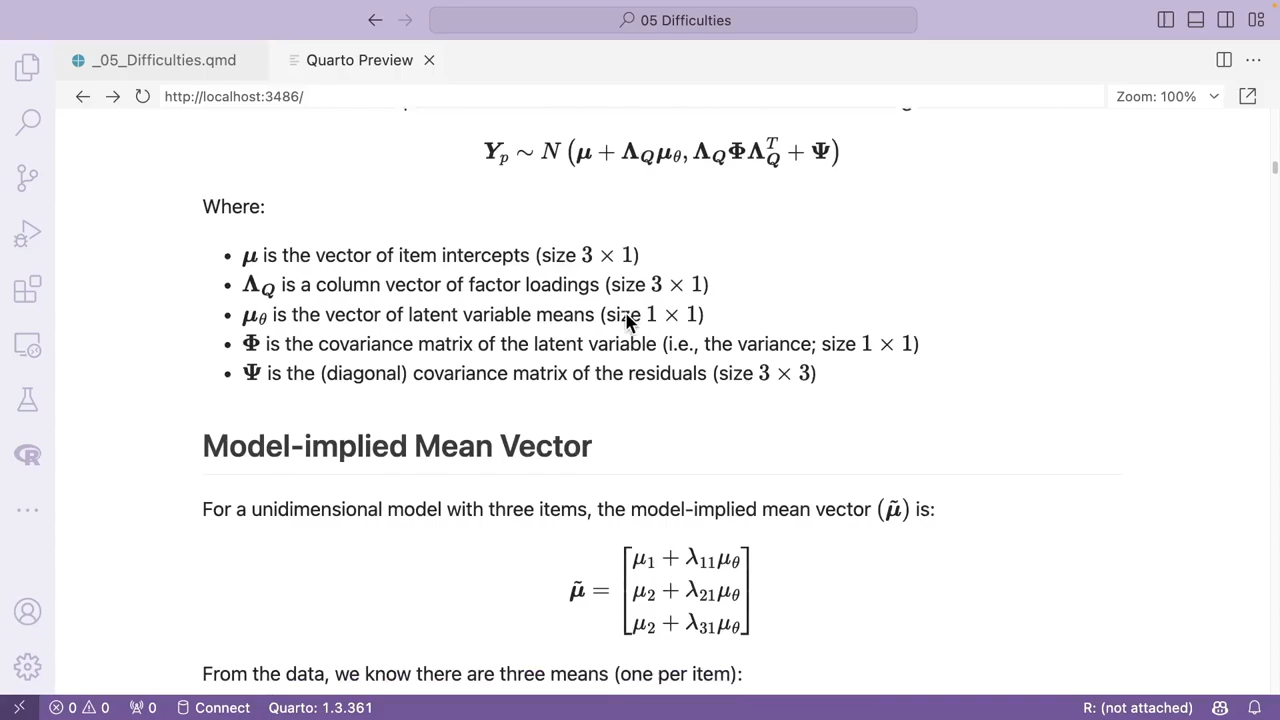 05 Difficulties
_05_Difficulties.qmd
Quarto Preview
http://localhost:3486/
Zoom: 100%
Y_p ∼ N (μ + Λ_Q μ_θ, Λ_Q Φ Λ_Q^T + Ψ)
Where:
• μ is the vector of item intercepts (size 3 × 1)
• Λ_Q is a column vector of factor loadings (size 3 × 1)
• μ_θ is the vector of latent variable means (size 1 × 1)
• Φ is the covariance matrix of the latent variable (i.e., the variance; size 1 × 1)
• Ψ is the (diagonal) covariance matrix of the residuals (size 3 × 3)
Model-implied Mean Vector
For a unidimensional model with three items, the model-implied mean vector (μ̃) is:
μ_1 + λ_11 μ_θ
μ̃ = μ_2 + λ_21 μ_θ
μ_2 + λ_31 μ_θ
From the data, we know there are three means (one per item):
0 0 0 Connect Quarto: 1.3.361 R: (not attached)